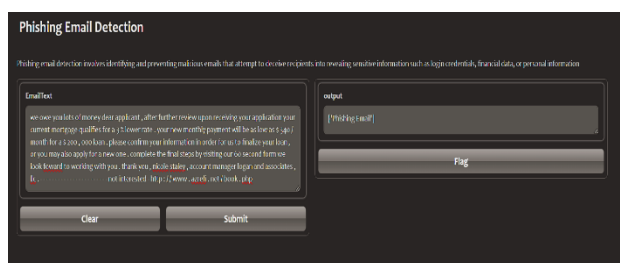 Phishing Email Detection
Phishing email detection involves identifying and preventing malicious emails that attempt to deceive recipients into revealing sensitive information such as login credentials, financial data, or personal information
EmailText
we owe you lots of money dear applicant , after further review upon receiving your application your
current mortgage qualifies for a 3 % lower rate . your new monthly payment will be as low as $ 340 /
month for a $ 200 , 000 loan . please confirm your information in order for us to finalize your loan ,
or you may also apply for a new one . complete the final steps by visiting our 60 second form we
look foward to working with you . thank you , nicole staley , account manager logan and associates ,
not interested
output
['Phishing Email']
Flag
Clear
Submit